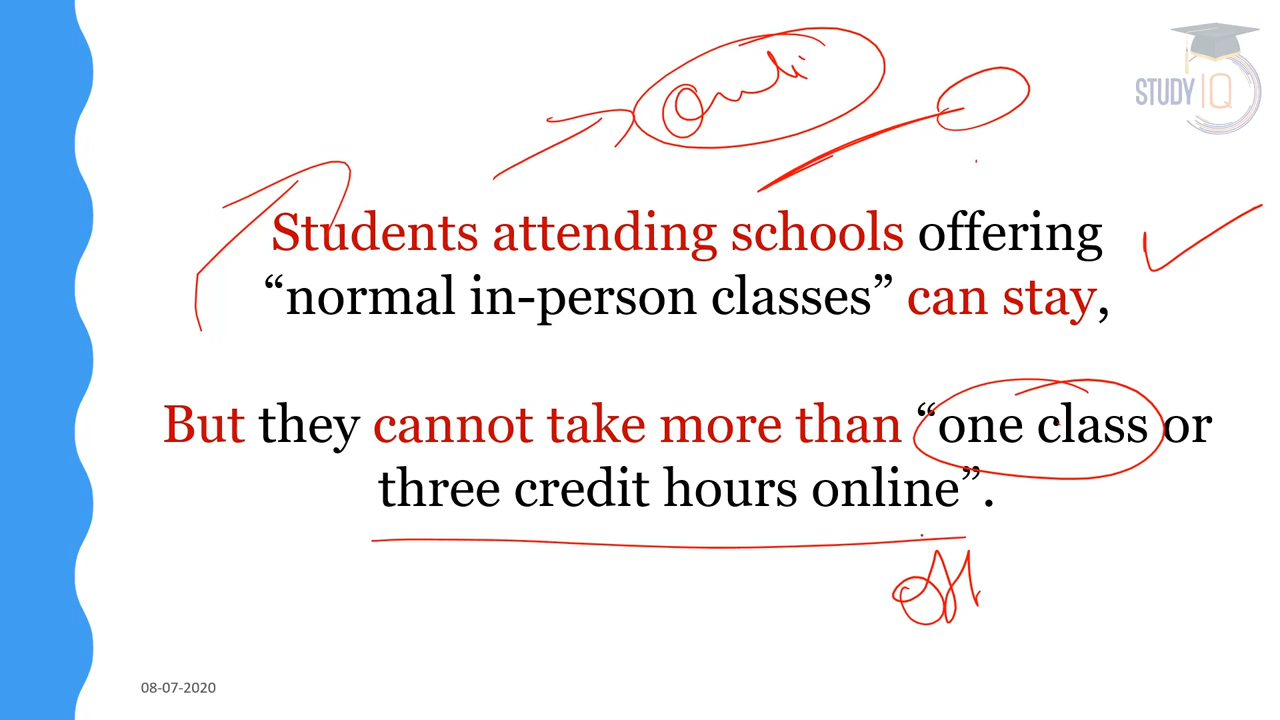 STUDY IQ
Students attending schools offering
“normal in-person classes” can stay,
But they cannot take more than “one class or
three credit hours online”.
08-07-2020